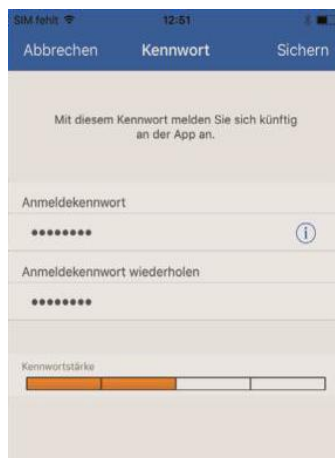 SIM fehlt 12:51
Abbrechen Kennwort Sichern
Mit diesem Kennwort melden Sie sich künftig
an der App an.
Anmeldekennwort
••••••••
Anmeldekennwort wiederholen
••••••••
Kennwortstärke